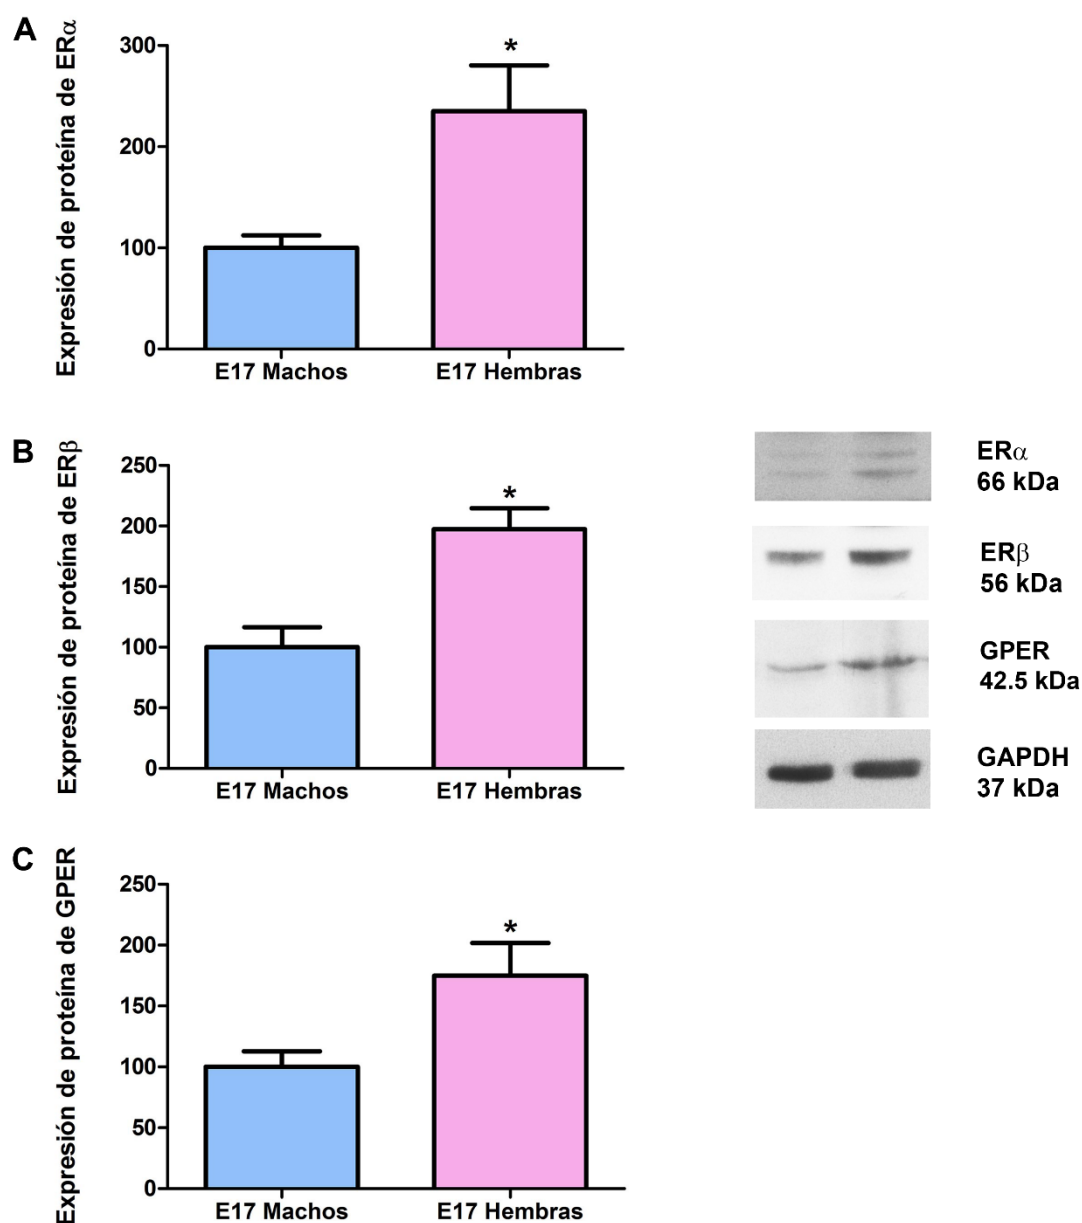 A
Expresión de proteína de ERα
300
200
100
0
*
E17 Machos
E17 Hembras
B
Expresión de proteína de ERβ
250
200
150
100
50
0
*
E17 Machos
E17 Hembras
ERα
66 kDa
ERβ
56 kDa
GPER
42.5 kDa
GAPDH
37 kDa
C
Expresión de proteína de GPER
250
200
150
100
50
0
*
E17 Machos
E17 Hembras